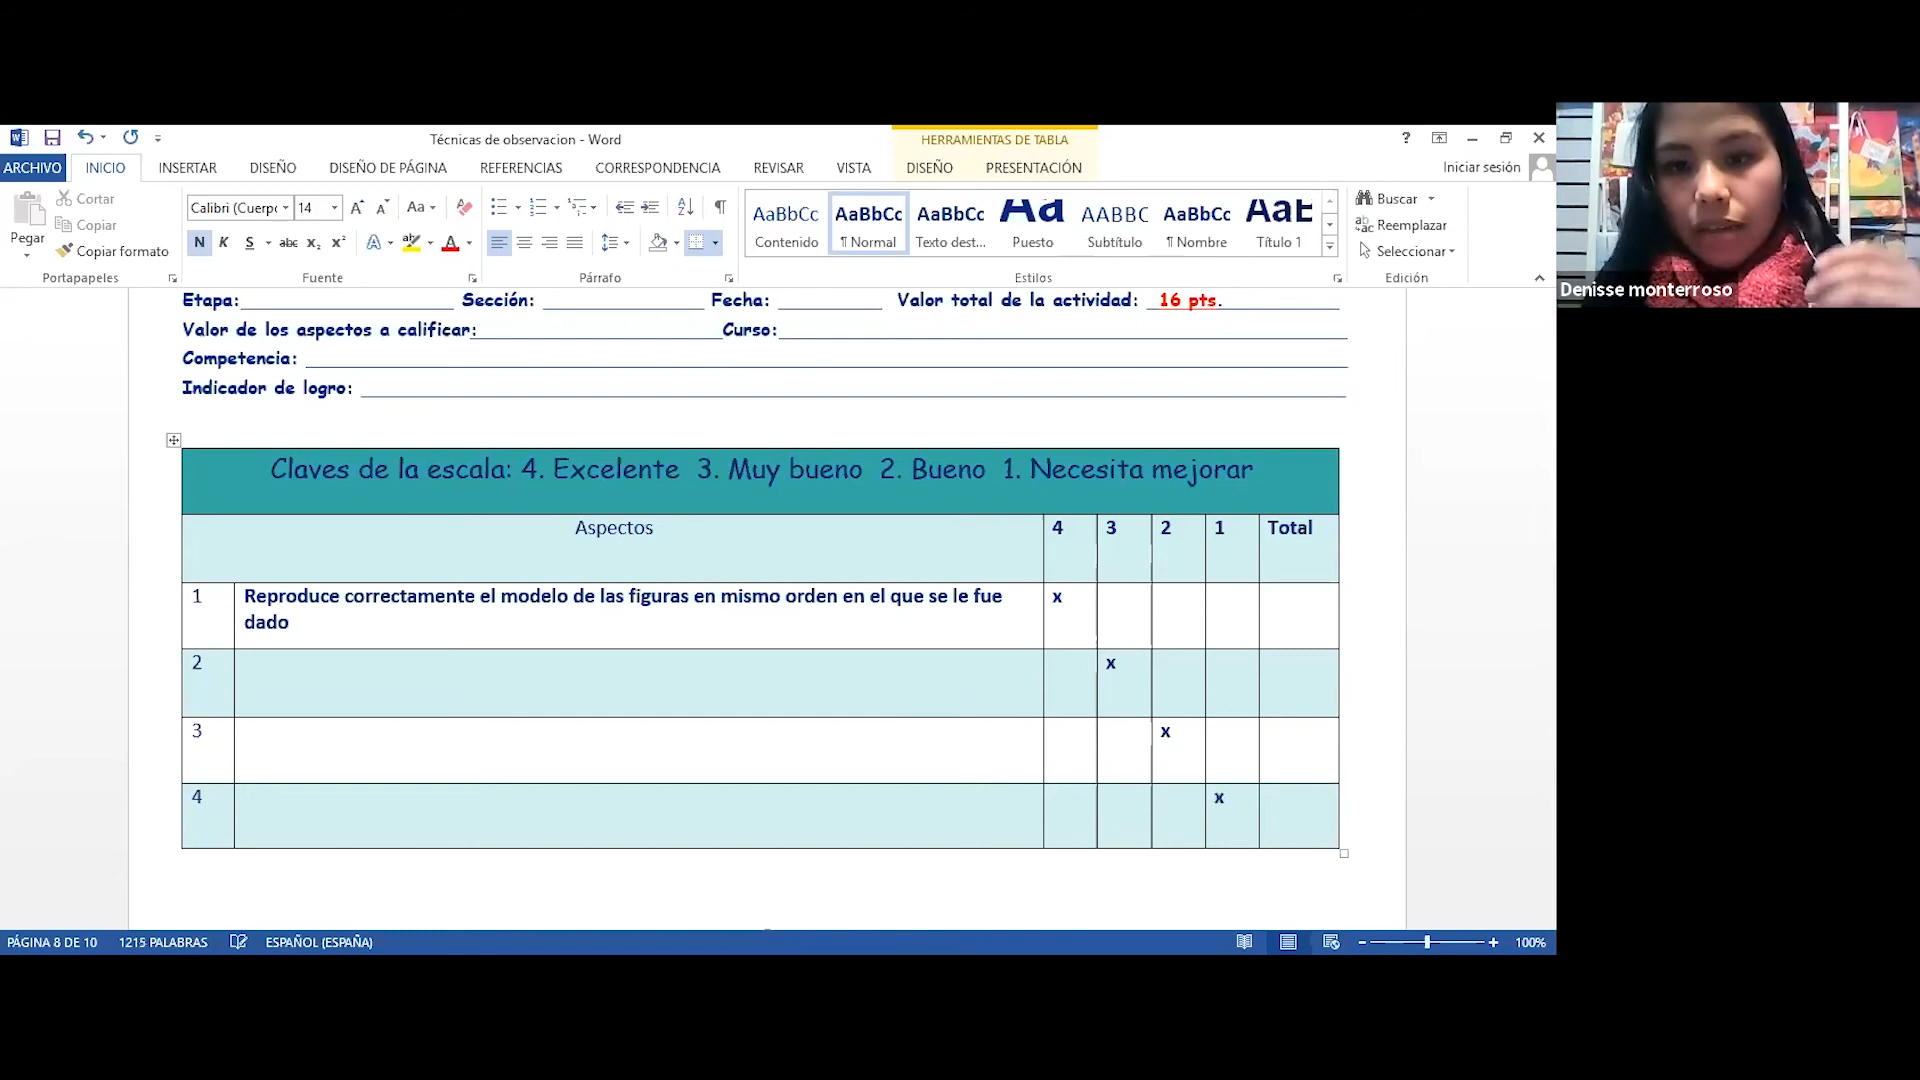 Técnicas de observacion - Word
HERRAMIENTAS DE TABLA
?
ARCHIVO INICIO INSERTAR DISEÑO DISEÑO DE PÁGINA REFERENCIAS CORRESPONDENCIA REVISAR VISTA DISEÑO PRESENTACIÓN Iniciar sesión
Pegar
Cortar
Copiar
Copiar formato
Portapapeles
Calibri (Cuerpo 14
N K S abc x₂ x²
Fuente
Párrafo
AaBbCc AaBbCc AaBbCc Aa AABBC AaBbCc AaB
Contenido ¶ Normal Texto dest... Puesto Subtítulo ¶ Nombre Título 1
Estilos
Buscar
Reemplazar
Seleccionar
Edición
Denisse monterroso
Etapa: Sección: Fecha: Valor total de la actividad: 16 pts.
Valor de los aspectos a calificar: Curso:
Competencia:
Indicador de logro:
Claves de la escala: 4. Excelente 3. Muy bueno 2. Bueno 1. Necesita mejorar
Aspectos 4 3 2 1 Total
1 Reproduce correctamente el modelo de las figuras en mismo orden en el que se le fue x
dado
2 x
3 x
4 x
PÁGINA 8 DE 10 1215 PALABRAS ESPAÑOL (ESPAÑA) 100%